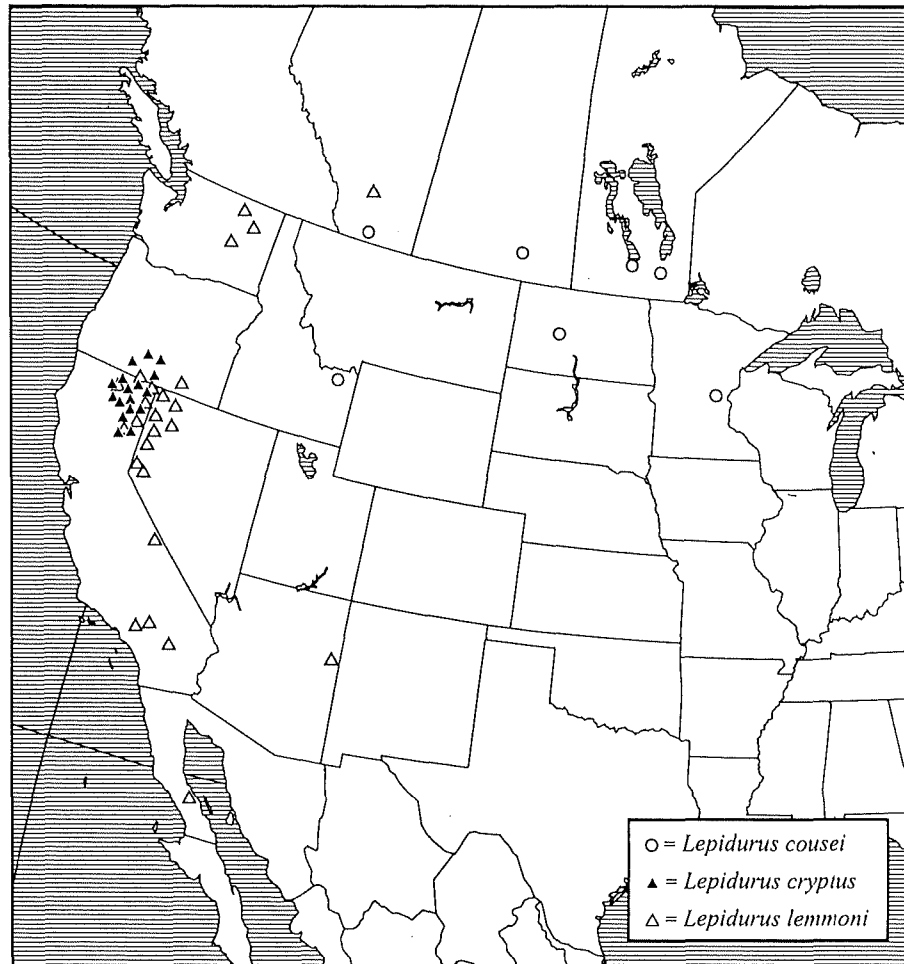 ○ = Lepidurus cousei
▲ = Lepidurus cryptus
△ = Lepidurus lemmoni